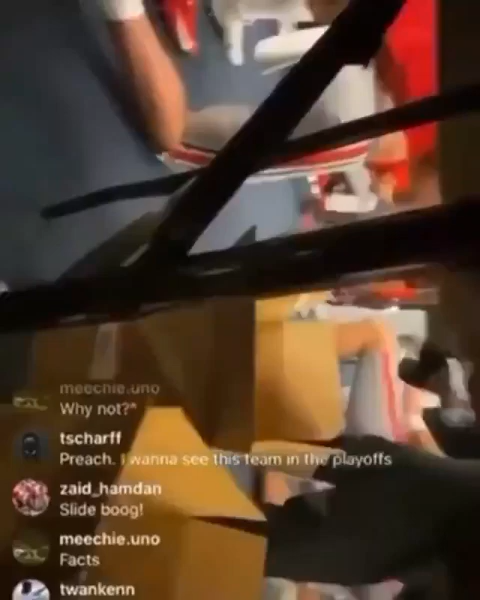 meechie.uno
Why not?*
tscharff
Preach. I wanna see this team in the playoffs
zaid_hamdan
Slide boog!
meechie.uno
Facts
twankenn